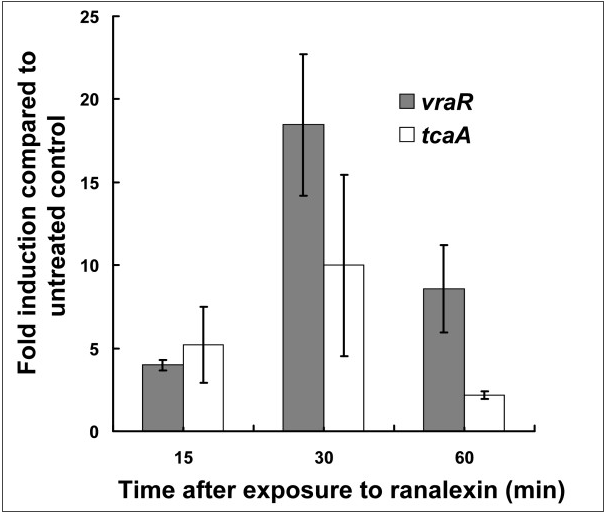 Fold induction compared to
untreated control
25
20
15
10
5
0
vraR
tcaA
15
30
60
Time after exposure to ranalexin (min)